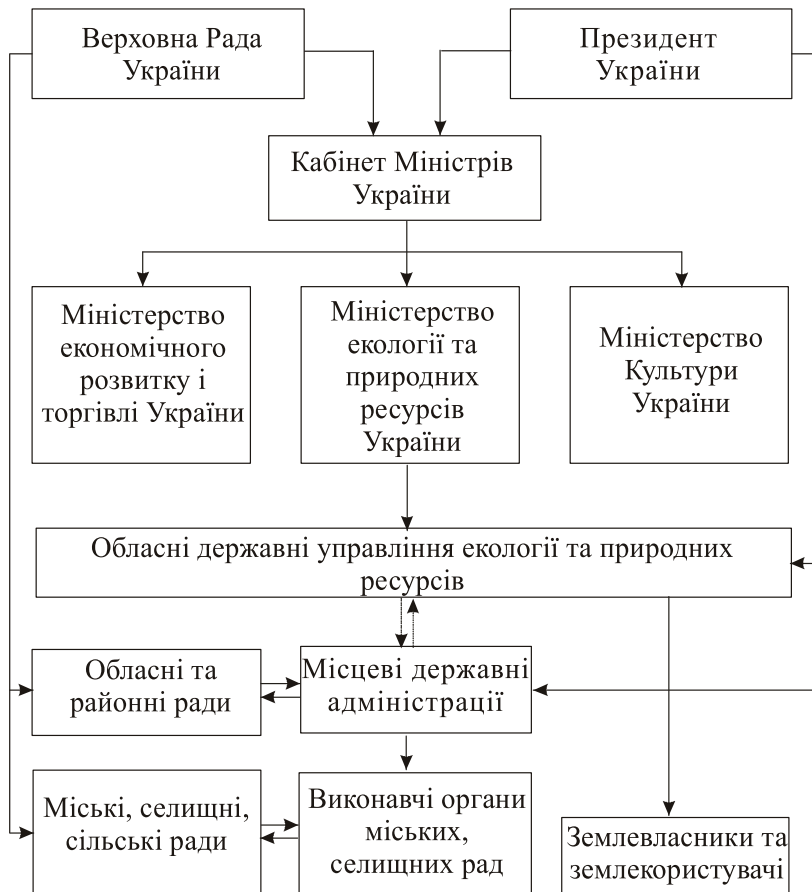 Верховна Рада
України
Президент
України
Кабінет Міністрів
України
Міністерство
економічного
розвитку і
торгівлі України
Міністерство
екології та
природних
ресурсів
України
Міністерство
Культури
України
Обласні державні управління екології та природних
ресурсів
Обласні та
районні ради
Місцеві державні
адміністрації
Міські, селищні,
сільські ради
Виконавчі органи
міських,
селищних рад
Землевласники та
землекористувачі